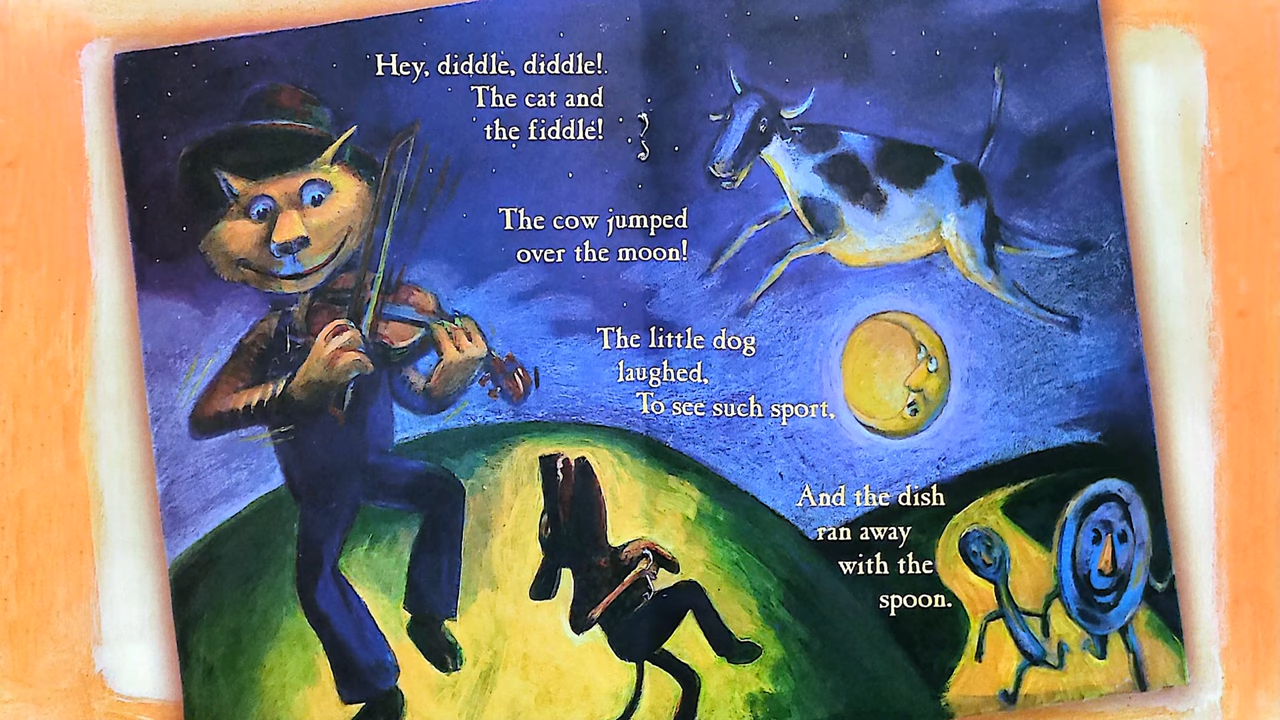 Hey, diddle, diddle!
The cat and
the fiddle!
The cow jumped
over the moon!
The little dog
laughed,
To see such sport,
And the dish
ran away
with the
spoon.